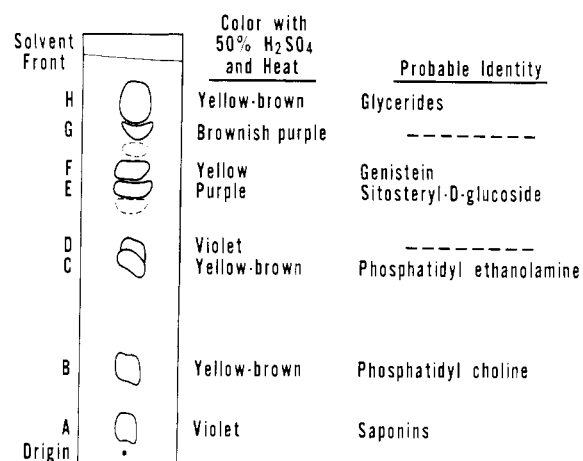 Color with
50% H₂SO₄
and Heat
Probable Identity
Solvent
Front
H Yellow-brown Glycerides
G Brownish purple
F Yellow Genistein
E Purple Sitosteryl-D-glucoside
D Violet
C Yellow-brown Phosphatidyl ethanolamine
B Yellow-brown Phosphatidyl choline
A Violet Saponins
Origin